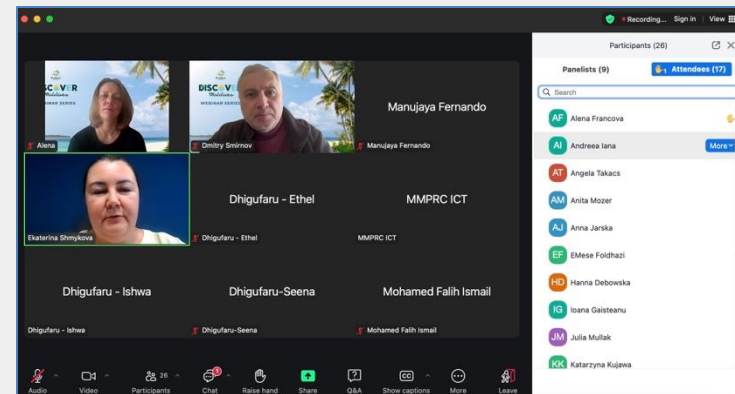 Recording...
Sign in
View
DISCOVER
Maldives
WEBINAR SERIES
Alena
DISCOVER
Maldives
WEBINAR SERIES
Dmitry Smirnov
Manujaya Fernando
Manujaya Fernando
Ekaterina Shmykova
Dhigufaru - Ethel
Dhigufaru - Ethel
MMPRC ICT
MMPRC ICT
Dhigufaru - Ishwa
Dhigufaru - Ishwa
Dhigufaru-Seena
Dhigufaru-Seena
Mohamed Falih Ismail
Mohamed Falih Ismail
Audio
Video
26
Participants
1
Chat
Raise hand
Share
Q&A
CC
Show captions
More
Leave
Participants (26)
Panelists (9)
1 Attendees (17)
Search
AF Alena Francova
AI Andreea Iana
More
AT Angela Takacs
AM Anita Mozer
AJ Anna Jarska
EF EMese Foldhazi
HD Hanna Debowska
IG Ioana Gaisteanu
JM Julia Mullak
KK Katarzyna Kujawa